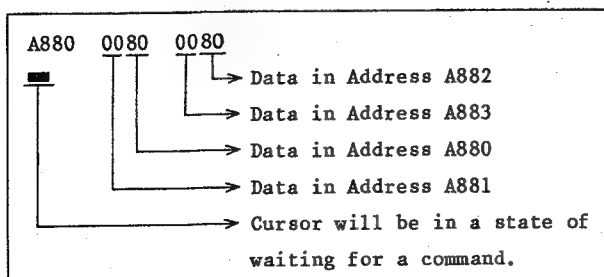 A880 0080 0080
Data in Address A882
Data in Address A883
Data in Address A880
Data in Address A881
Cursor will be in a state of
waiting for a command.